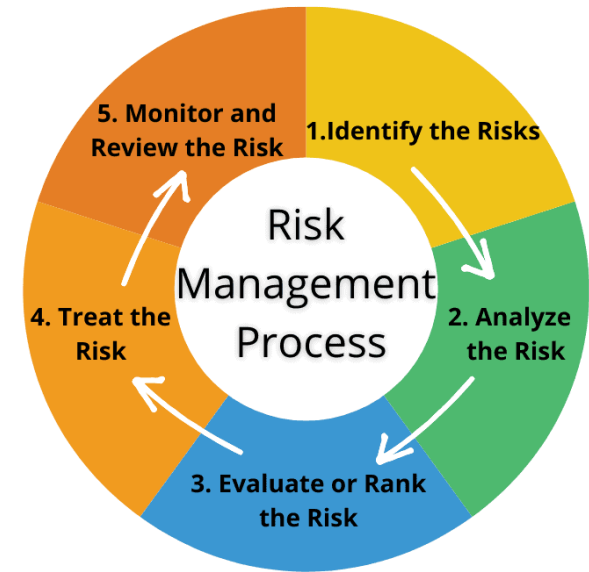 Risk
Management
Process
1.Identify the Risks
2. Analyze
the Risk
3. Evaluate or Rank
the Risk
4. Treat the
Risk
5. Monitor and
Review the Risk